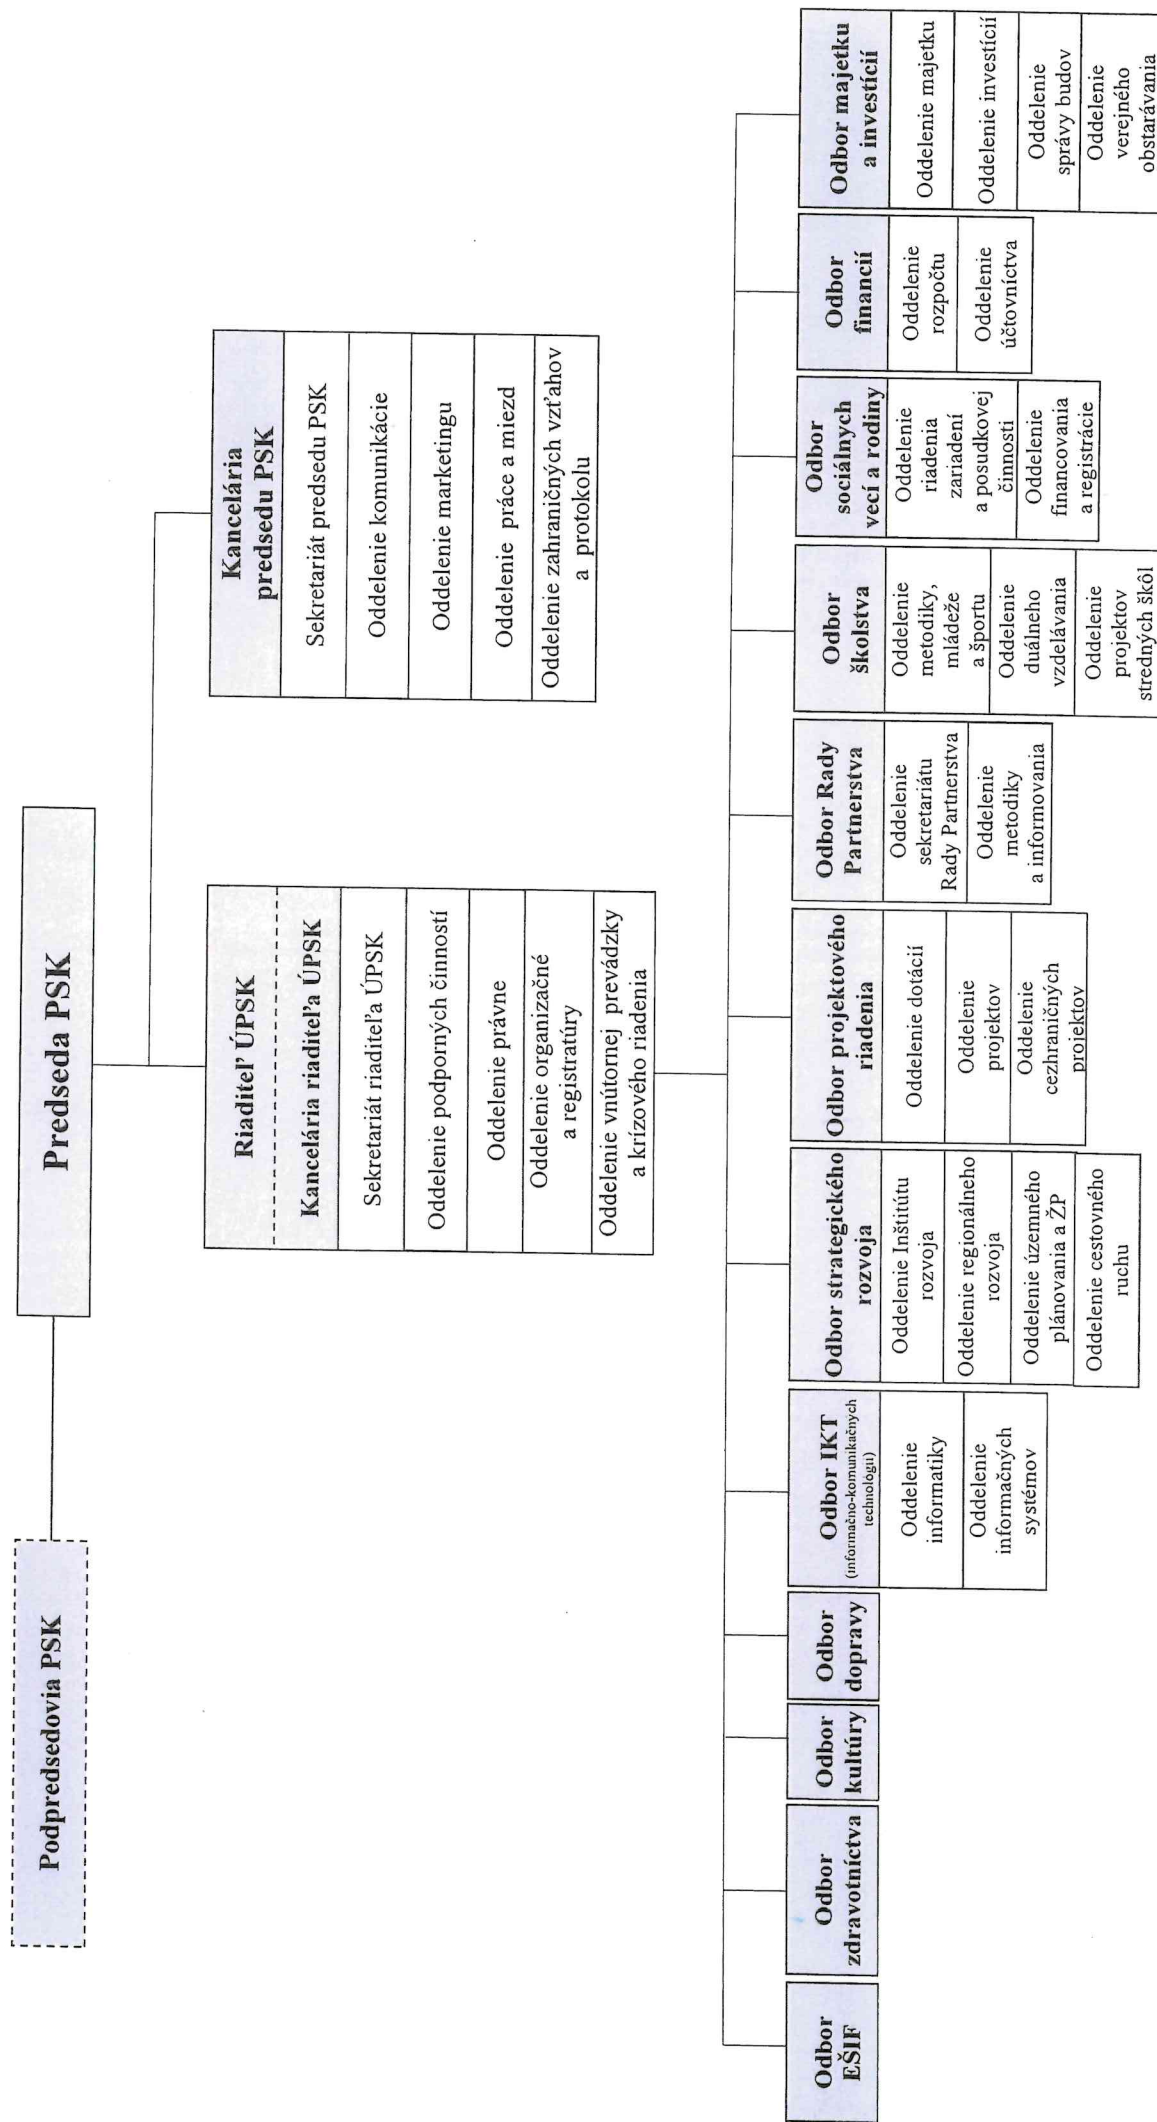 Podpredsedovia PSK
Predseda PSK
Riaditeľ ÚPSK
Kancelária riaditeľa ÚPSK
Sekretariát riaditeľa ÚPSK
Oddelenie podporných činností
Oddelenie právne
Oddelenie organizačné
a registratúry
Oddelenie vnútornej prevádzky
a krízového riadenia
Kancelária
predsedu PSK
Sekretariát predsedu PSK
Oddelenie komunikácie
Oddelenie marketingu
Oddelenie práce a miezd
Oddelenie zahraničných vzťahov
a protokolu
Odbor
EŠIF
Odbor
zdravotníctva
Odbor
kultúry
Odbor
dopravy
Odbor IKT
(informačno-komunikačných
technológií)
Oddelenie
informatiky
Oddelenie
informačných
systémov
Odbor strategického
rozvoja
Oddelenie Inštitútu
rozvoja
Oddelenie regionálneho
rozvoja
Oddelenie územného
plánovania a ŽP
Oddelenie cestovného
ruchu
Odbor projektového
riadenia
Oddelenie dotácií
Oddelenie
projektov
Oddelenie
cezhraničných
projektov
Odbor Rady
Partnerstva
Oddelenie
sekretariátu
Rady Partnerstva
Oddelenie
metodiky
a informovania
Odbor
školstva
Oddelenie
metodiky,
mládeže
a športu
Oddelenie
duálneho
vzdelávania
Oddelenie
projektov
stredných škôl
Odbor
sociálnych
vecí a rodiny
Oddelenie
riadenia
zariadení
a posudkovej
činnosti
Oddelenie
financovania
a registrácie
Odbor
financií
Oddelenie
rozpočtu
Oddelenie
účtovníctva
Odbor majetku
a investícií
Oddelenie majetku
Oddelenie investícií
Oddelenie
správy budov
Oddelenie
verejného
obstarávania